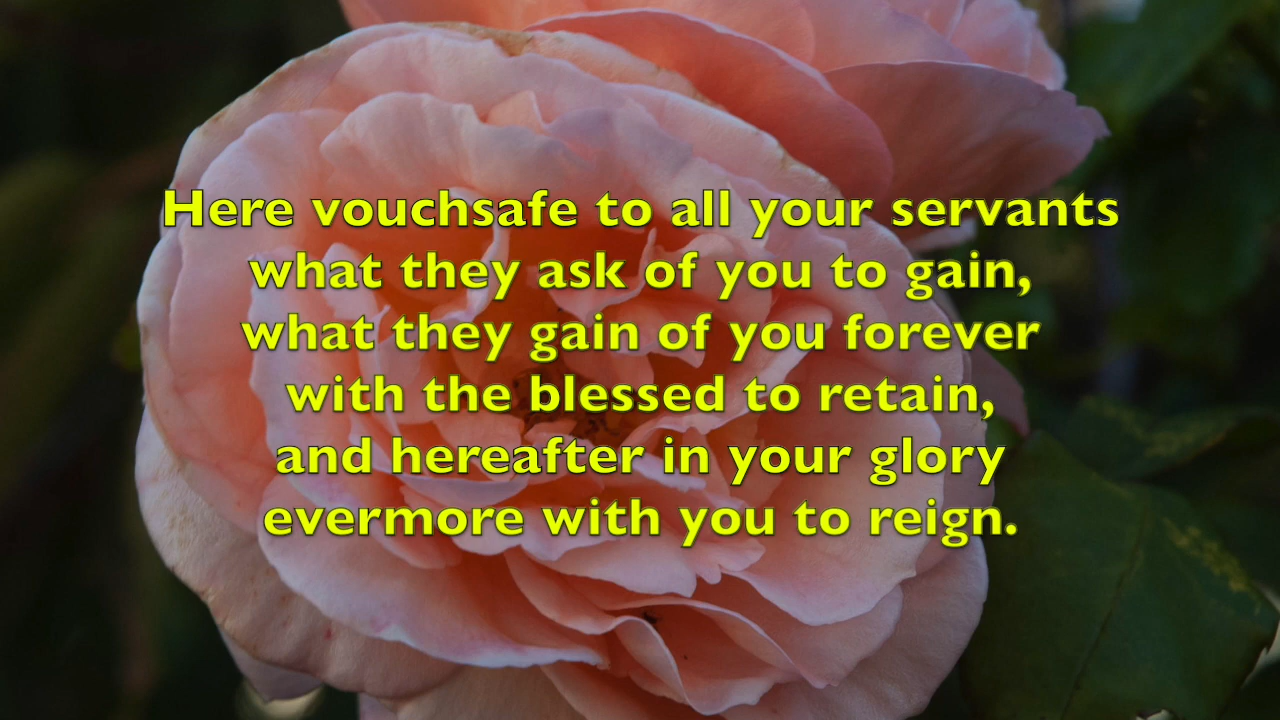 Here vouchsafe to all your servants
what they ask of you to gain,
what they gain of you forever
with the blessed to retain,
and hereafter in your glory
evermore with you to reign.